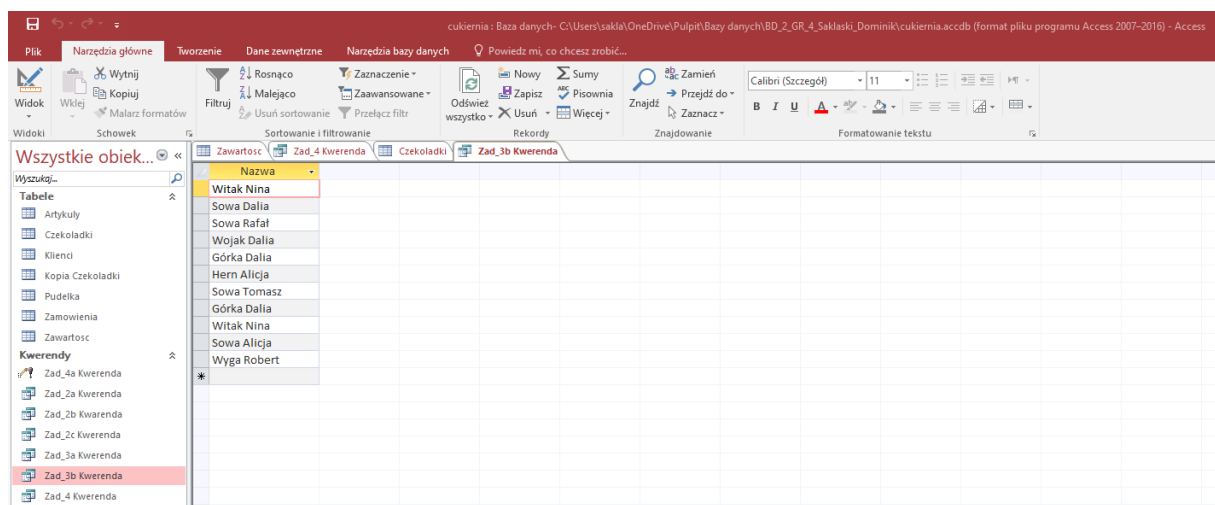 cukiernia : Baza danych- C:\Users\sakla\OneDrive\Pulpit\Bazy danych\BD_2_GR_4_Saklaski_Dominik\cukiernia.accdb (format pliku programu Access 2007–2016) - Access
Plik Narzędzia główne Tworzenie Dane zewnętrzne Narzędzia bazy danych Powiedz mi, co chcesz zrobić...
Widok
Widoki
Wklej
Wytnij
Kopiuj
Malarz formatów
Schowek
Filtruj
Rosnąco
Malejąco
Usuń sortowanie
Zaznaczenie
Zaawansowane
Przełącz filtr
Sortowanie i filtrowanie
Odśwież
wszystko
Nowy
Zapisz
Usuń
Sumy
Pisownia
Więcej
Rekordy
Znajdź
Zamień
Przejdź do
Zaznacz
Znajdowanie
Calibri (Szczegół) 11
B I U A
Formatowanie tekstu
Wszystkie obiek...
Wyszukaj...
Tabele
Artykuly
Czekoladki
Klienci
Kopia Czekoladki
Pudelka
Zamowienia
Zawartosc
Kwerendy
Zad_4a Kwerenda
Zad_2a Kwerenda
Zad_2b Kwarenda
Zad_2c Kwerenda
Zad_3a Kwerenda
Zad_3b Kwerenda
Zad_4 Kwerenda
Zawartosc Zad_4 Kwerenda Czekoladki Zad_3b Kwerenda
Nazwa
Witak Nina
Sowa Dalia
Sowa Rafał
Wojak Dalia
Górka Dalia
Hern Alicja
Sowa Tomasz
Górka Dalia
Witak Nina
Sowa Alicja
Wyga Robert